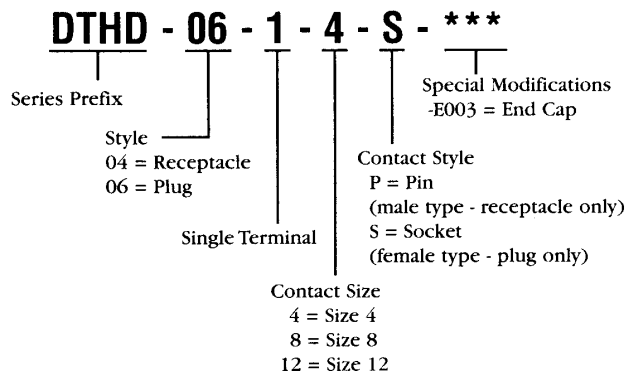 DTHD - 06 - 1 - 4 - S - ***
Series Prefix
Style
04 = Receptacle
06 = Plug
Single Terminal
Contact Size
4 = Size 4
8 = Size 8
12 = Size 12
Contact Style
P = Pin
(male type - receptacle only)
S = Socket
(female type - plug only)
Special Modifications
-E003 = End Cap